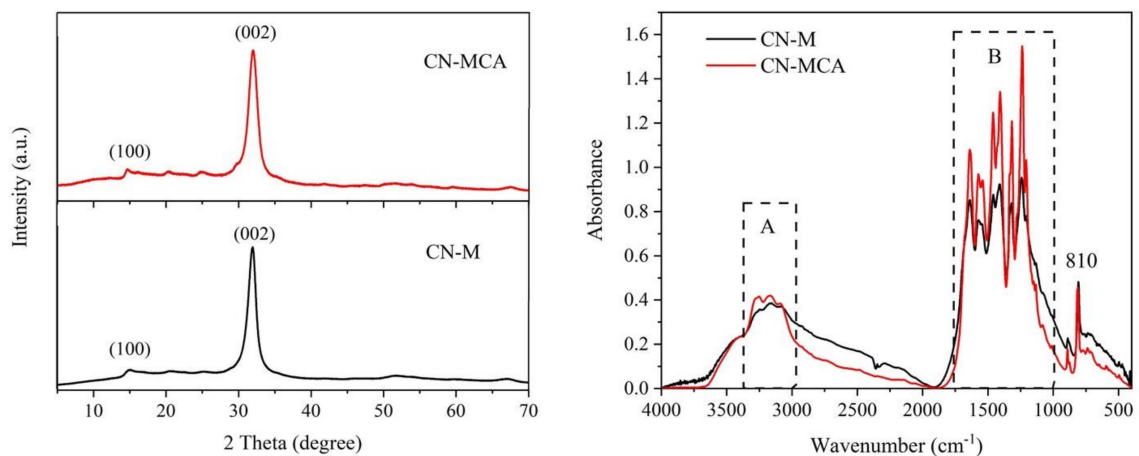 (002)
CN-MCA
(100)
(002)
CN-M
(100)
Intensity (a.u.)
10 20 30 40 50 60 70
2 Theta (degree)
1.6
1.4
1.2
1.0
0.8
0.6
0.4
0.2
0.0
Absorbance
CN-M
CN-MCA
A
B
810
4000 3500 3000 2500 2000 1500 1000 500
Wavenumber (cm⁻¹)